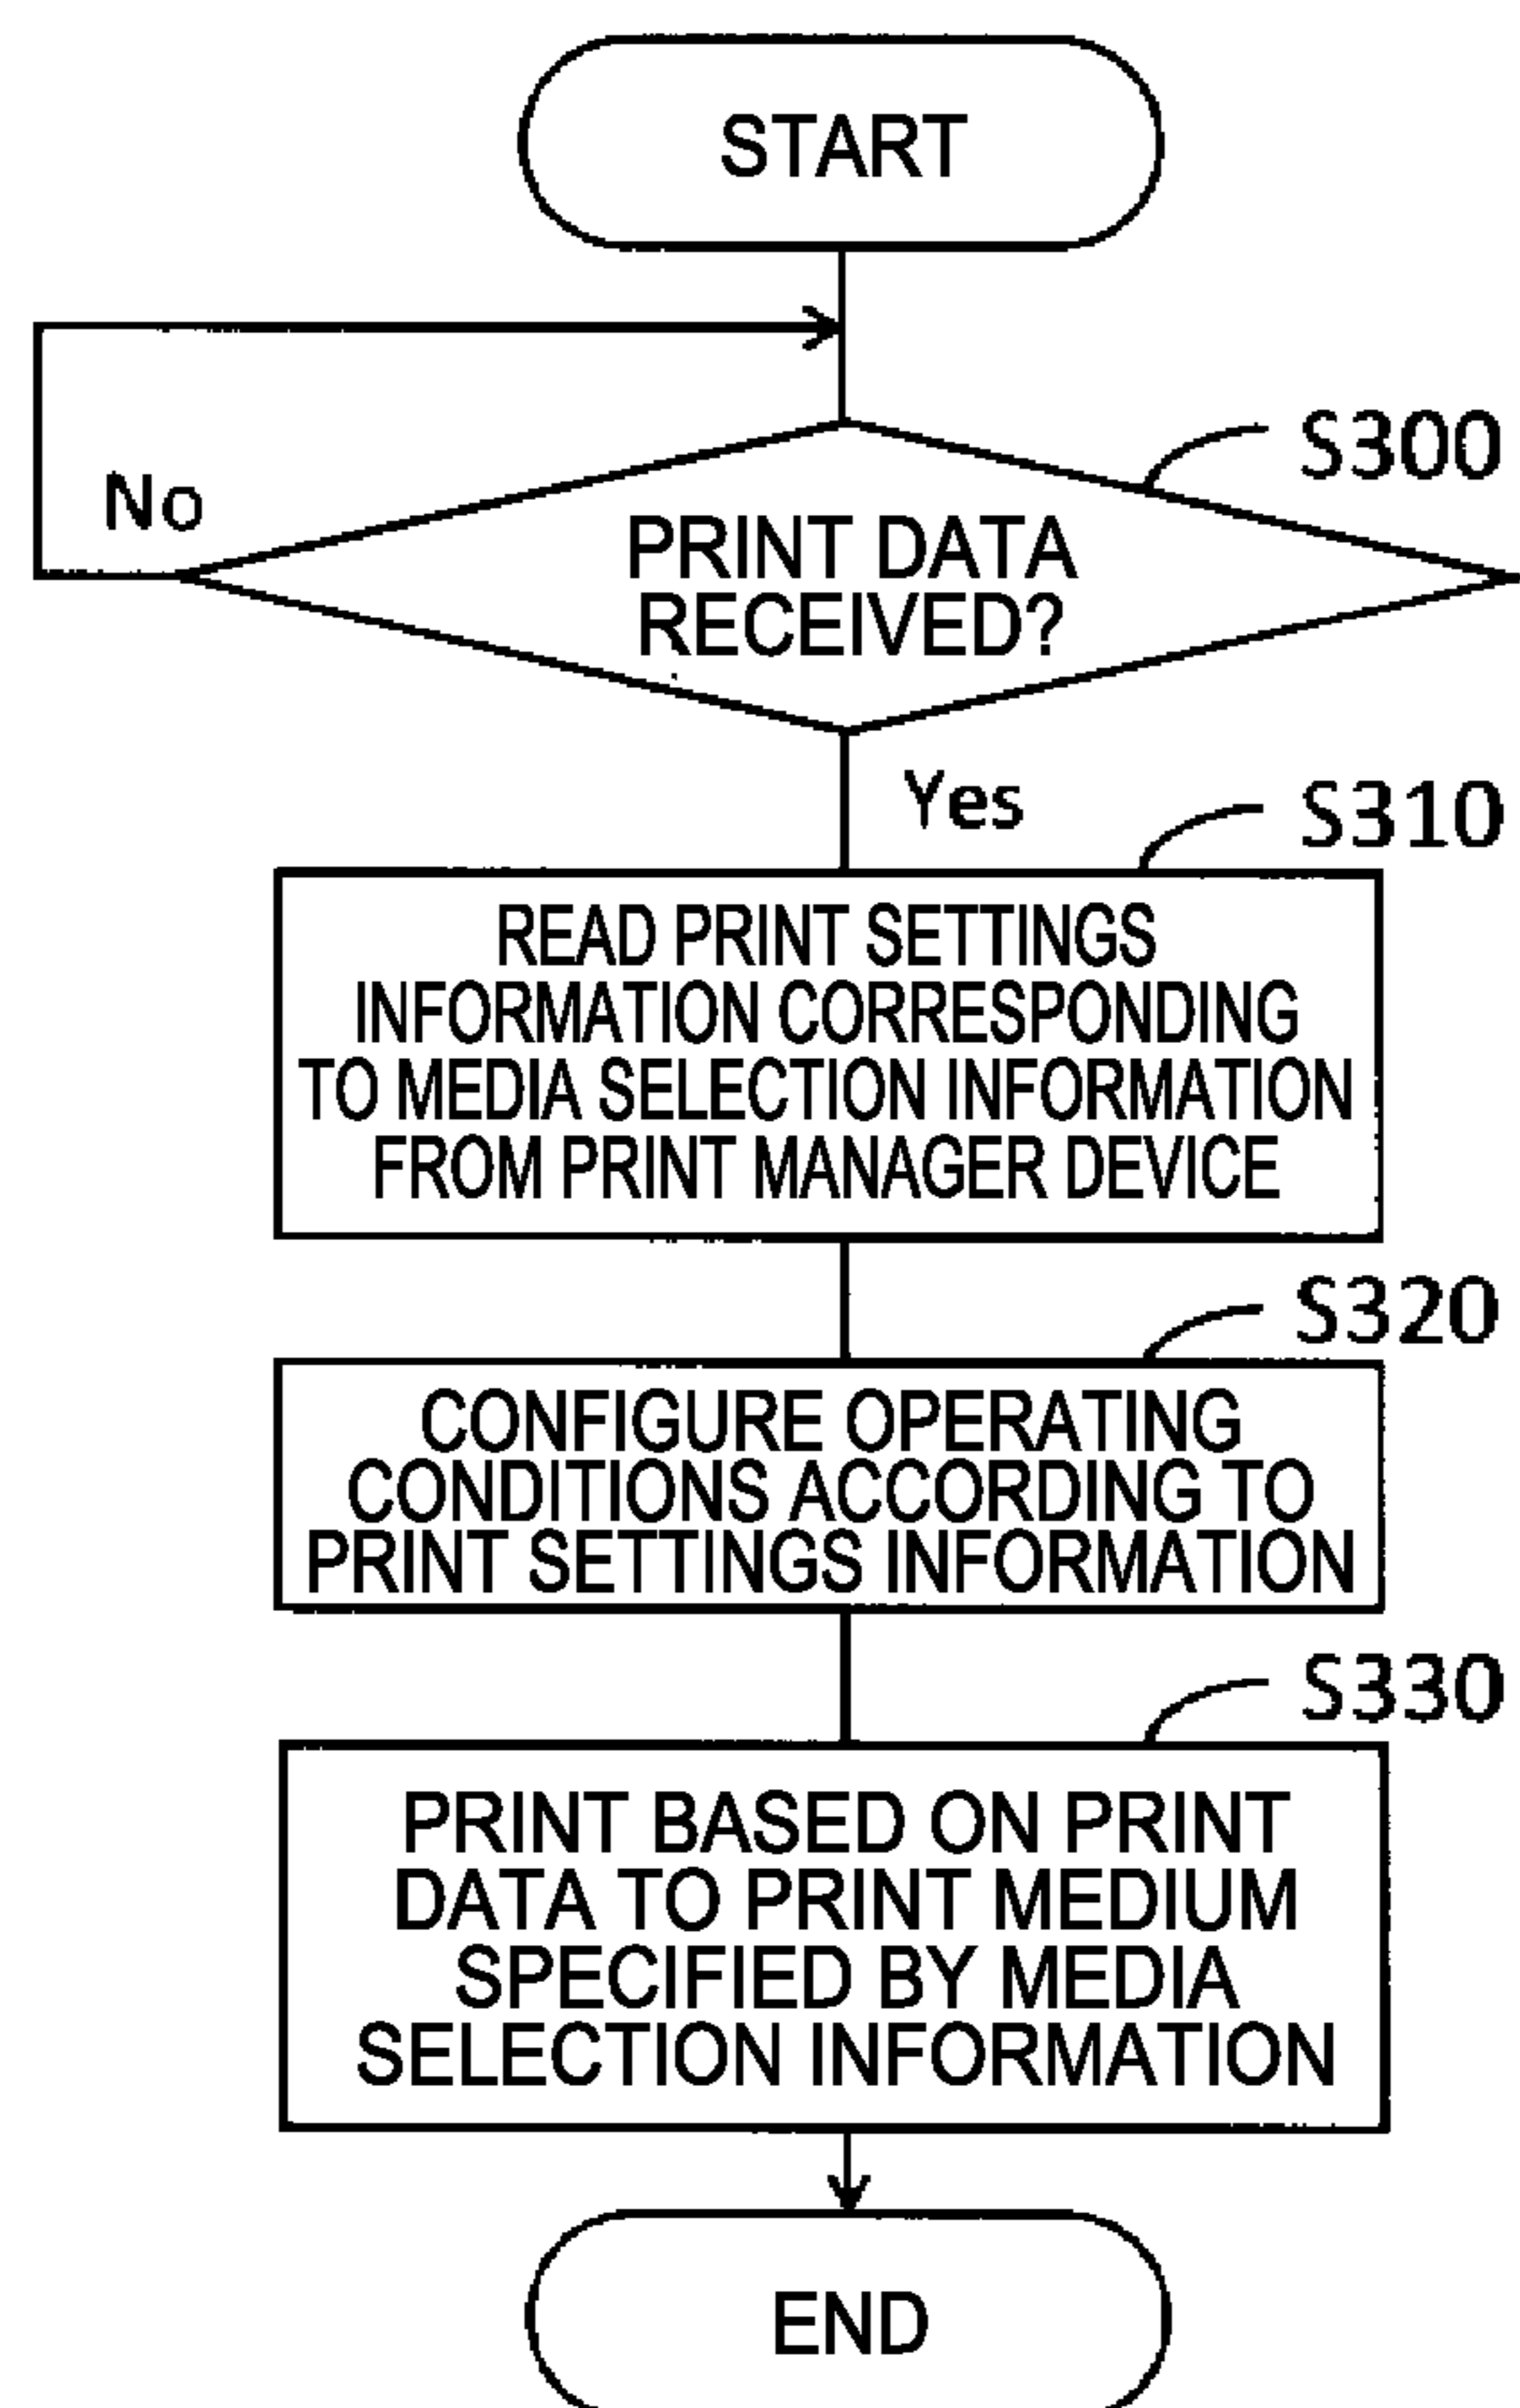 START
S300
No
PRINT DATA
RECEIVED?
Yes
S310
READ PRINT SETTINGS
INFORMATION CORRESPONDING
TO MEDIA SELECTION INFORMATION
FROM PRINT MANAGER DEVICE
S320
CONFIGURE OPERATING
CONDITIONS ACCORDING TO
PRINT SETTINGS INFORMATION
S330
PRINT BASED ON PRINT
DATA TO PRINT MEDIUM
SPECIFIED BY MEDIA
SELECTION INFORMATION
END